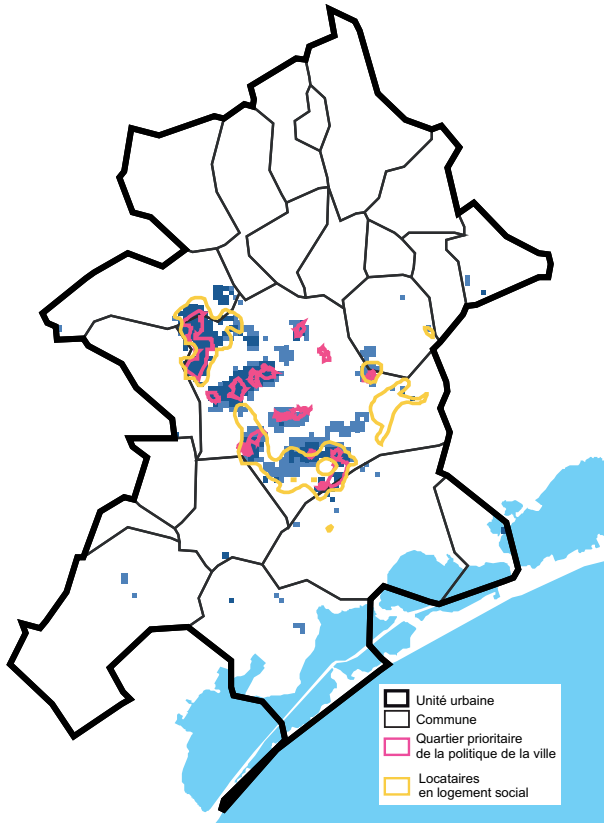 Unité urbaine
Commune
Quartier prioritaire
de la politique de la ville
Locataires
en logement social